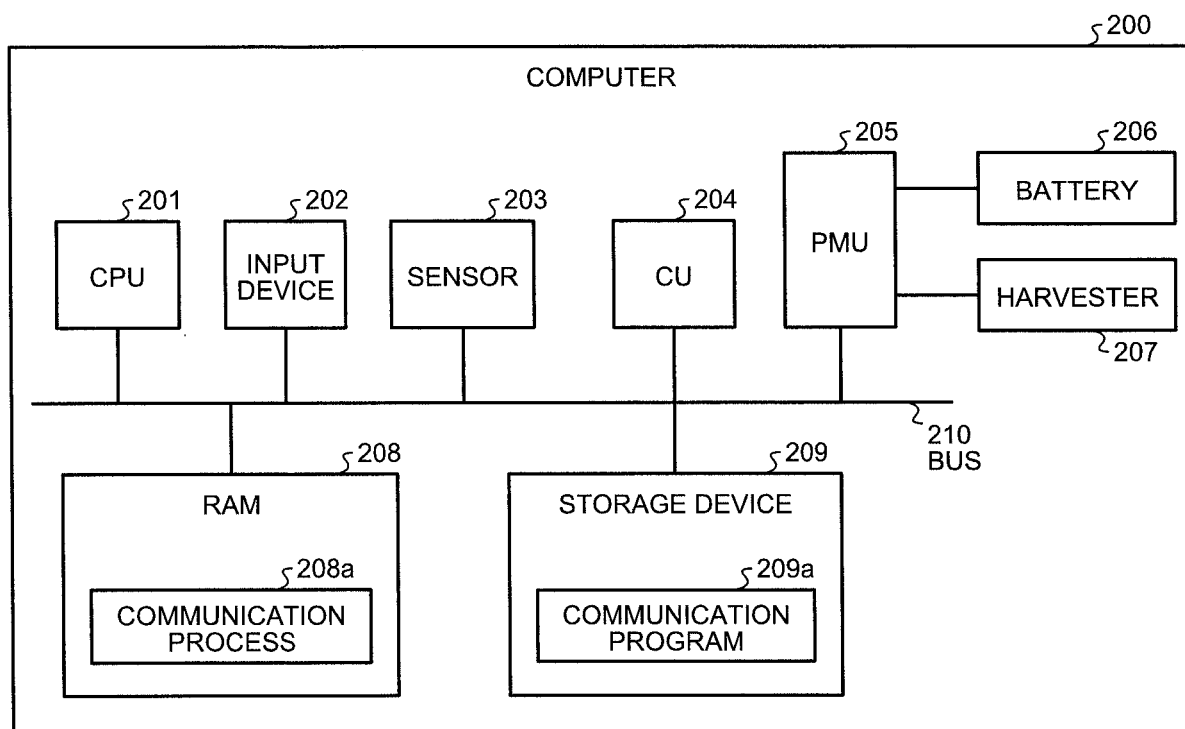 200
COMPUTER
205
206
BATTERY
201
202
203
204
PMU
CPU
INPUT
DEVICE
SENSOR
CU
HARVESTER
207
210
BUS
208
209
RAM
STORAGE DEVICE
208a
209a
COMMUNICATION
PROCESS
COMMUNICATION
PROGRAM